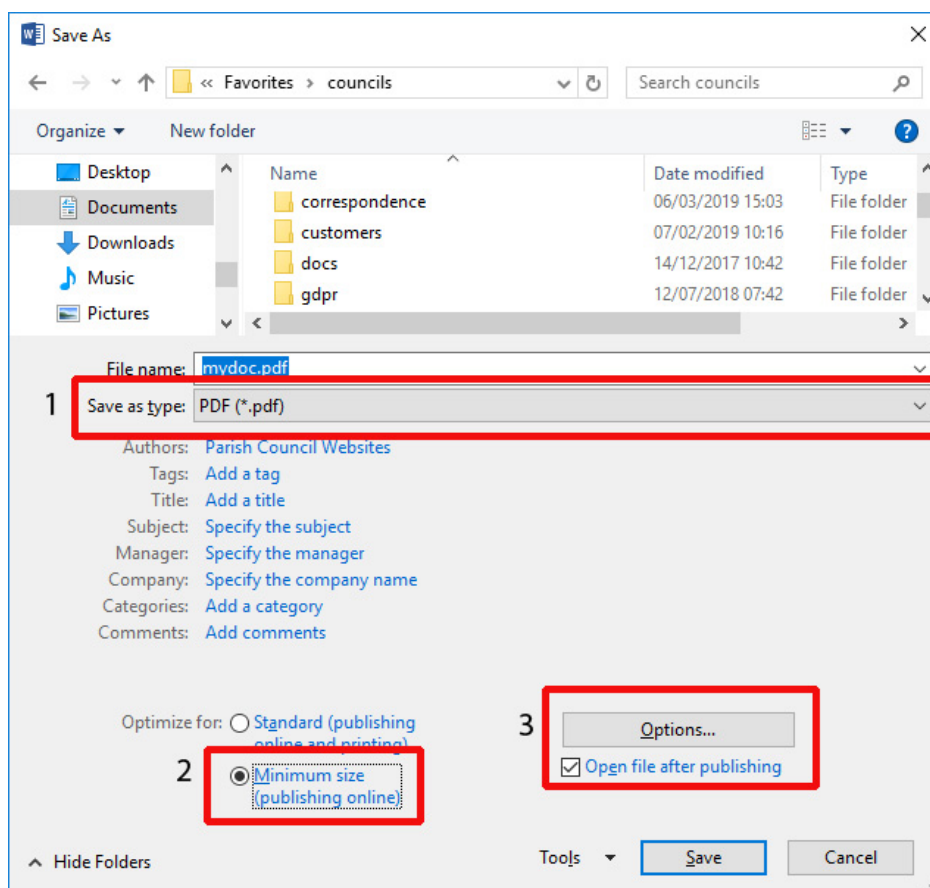 Save As
« Favorites > councils
Search councils
Organize
New folder
Desktop
Documents
Downloads
Music
Pictures
Name Date modified Type
correspondence 06/03/2019 15:03 File folder
customers 07/02/2019 10:16 File folder
docs 14/12/2017 10:42 File folder
gdpr 12/07/2018 07:42 File folder
File name: mydoc.pdf
1 Save as type: PDF (*.pdf)
Authors: Parish Council Websites
Tags: Add a tag
Title: Add a title
Subject: Specify the subject
Manager: Specify the manager
Company: Specify the company name
Categories: Add a category
Comments: Add comments
Optimize for: Standard (publishing
online and printing)
2 Minimum size
(publishing online)
3 Options...
Open file after publishing
Hide Folders
Tools
Save
Cancel